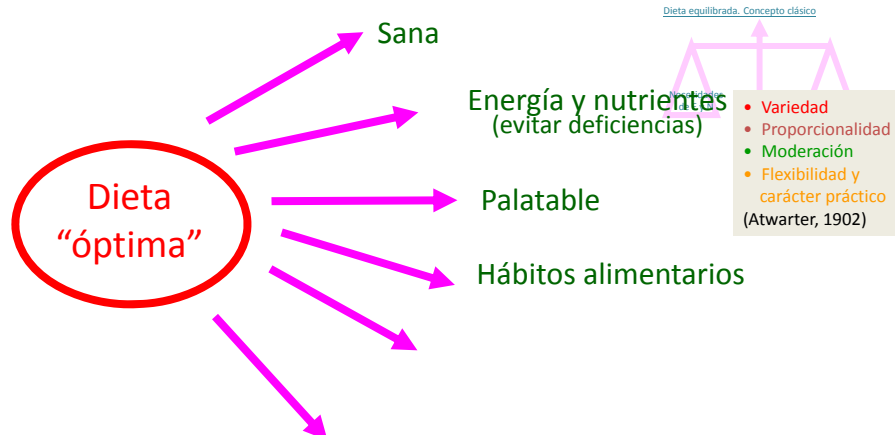 Dieta equilibrada. Concepto clásico
Sana
Energía y nutrientes
(evitar deficiencias)
Necesidades
• Variedad
• Proporcionalidad
• Moderación
• Flexibilidad y
carácter práctico
(Atwarter, 1902)
Dieta
“óptima”
Palatable
Hábitos alimentarios